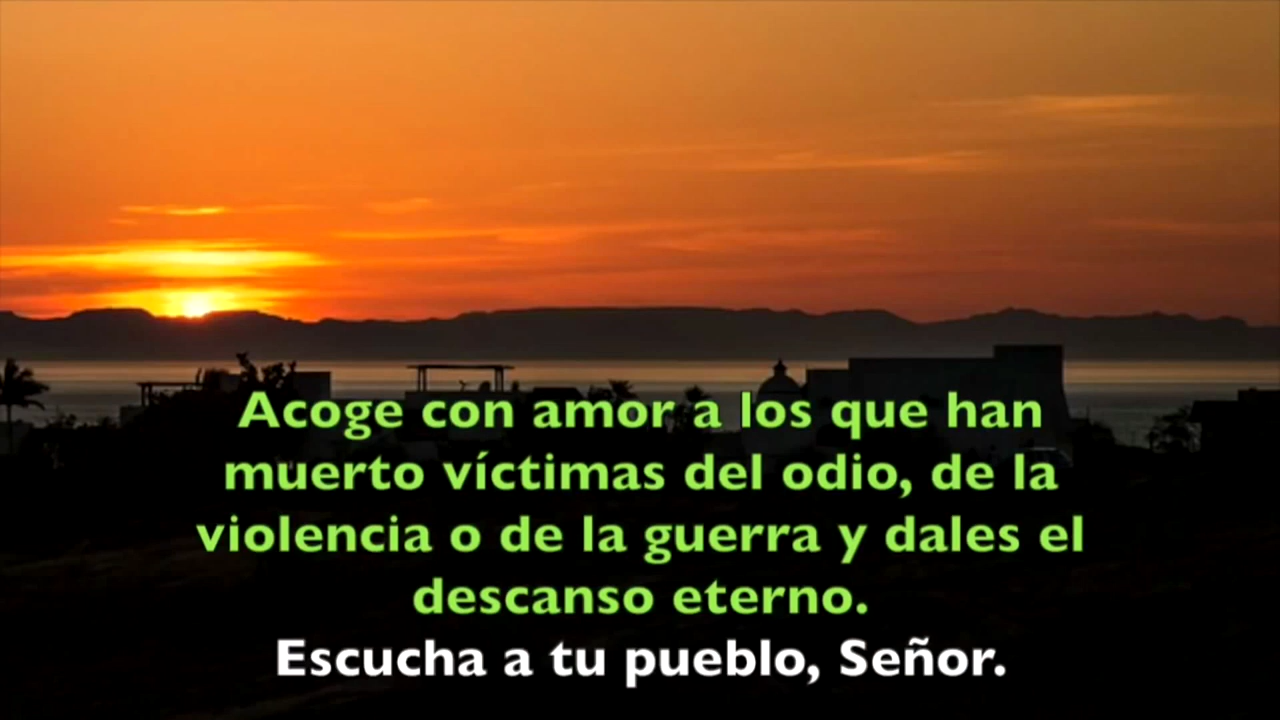 Acoge con amor a los que han
muerto víctimas del odio, de la
violencia o de la guerra y dales el
descanso eterno.
Escucha a tu pueblo, Señor.